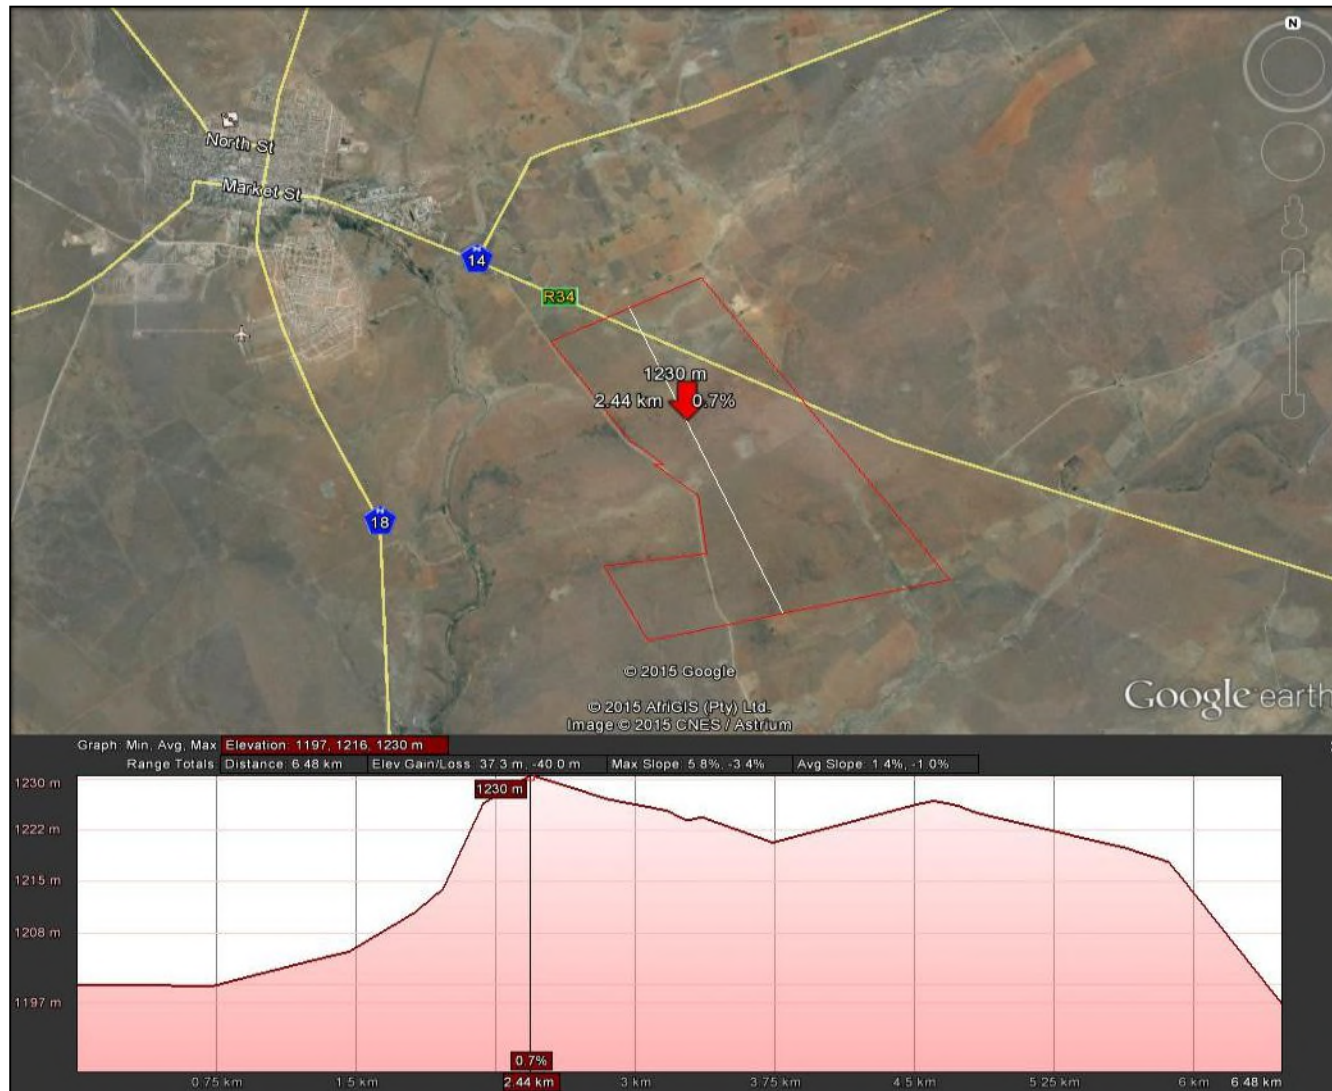 N
North St
Market St
14
R34
1230 m
2.44 km 0.7%
18
© 2015 Google
© 2015 AfriGIS (Pty) Ltd.
Image © 2015 CNES / Astrium
Google earth
Graph: Min, Avg, Max Elevation: 1197, 1216, 1230 m
Range Totals Distance: 6.48 km Elev Gain/Loss: 37.3 m, -40.0 m Max Slope: 5.8%, -3.4% Avg Slope: 1.4%, -1.0%
1230 m
1230 m
1222 m
1215 m
1208 m
1197 m
0.7%
0.75 km 1.5 km 2.44 km 3 km 3.75 km 4.5 km 5.25 km 6 km 6.48 km